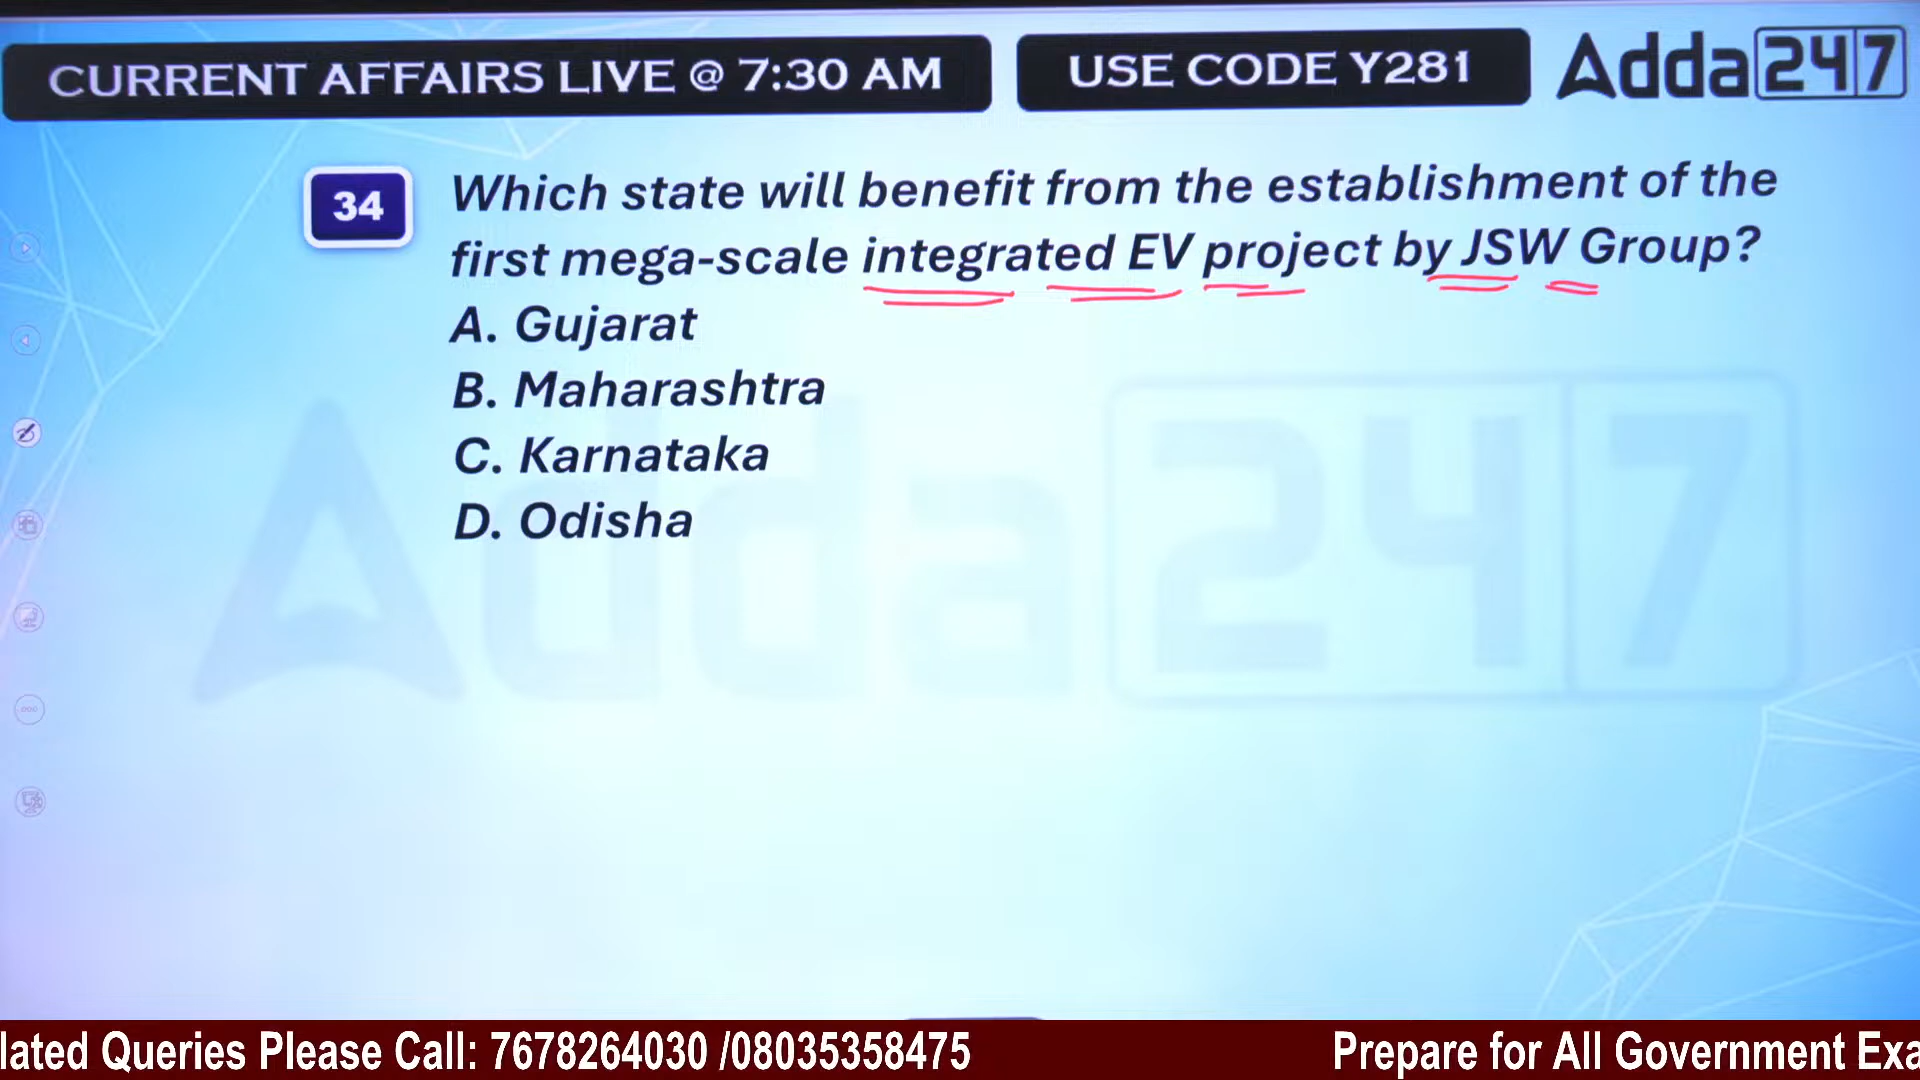 CURRENT AFFAIRS LIVE @ 7:30 AM
USE CODE Y281
Adda247
34
Which state will benefit from the establishment of the
first mega-scale integrated EV project by JSW Group?
A. Gujarat
B. Maharashtra
C. Karnataka
D. Odisha
Adda247
lated Queries Please Call: 7678264030 /08035358475
Prepare for All Government Exa